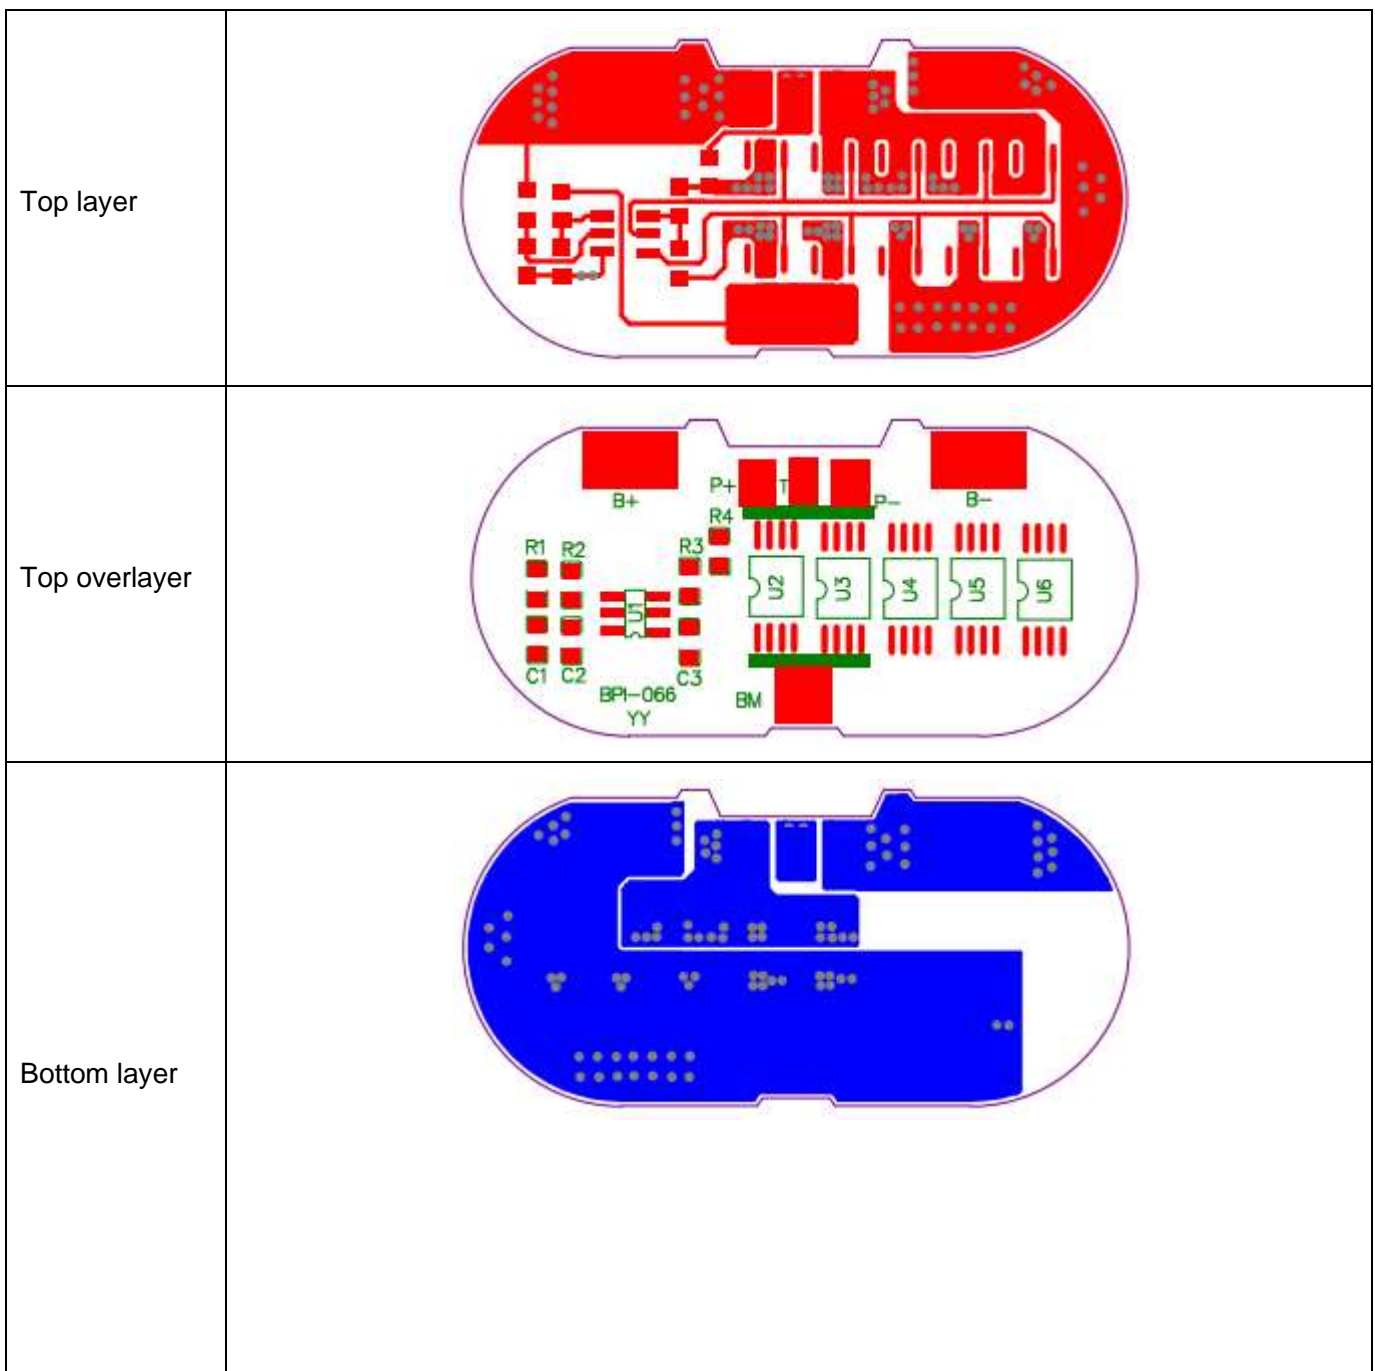 Top layer
Top overlayer
B+
P+
T
P-
B-
R4
R1
R2
R3
U1
U2
U3
U4
U5
U6
C1
C2
C3
BPI-066
YY
BM
Bottom layer